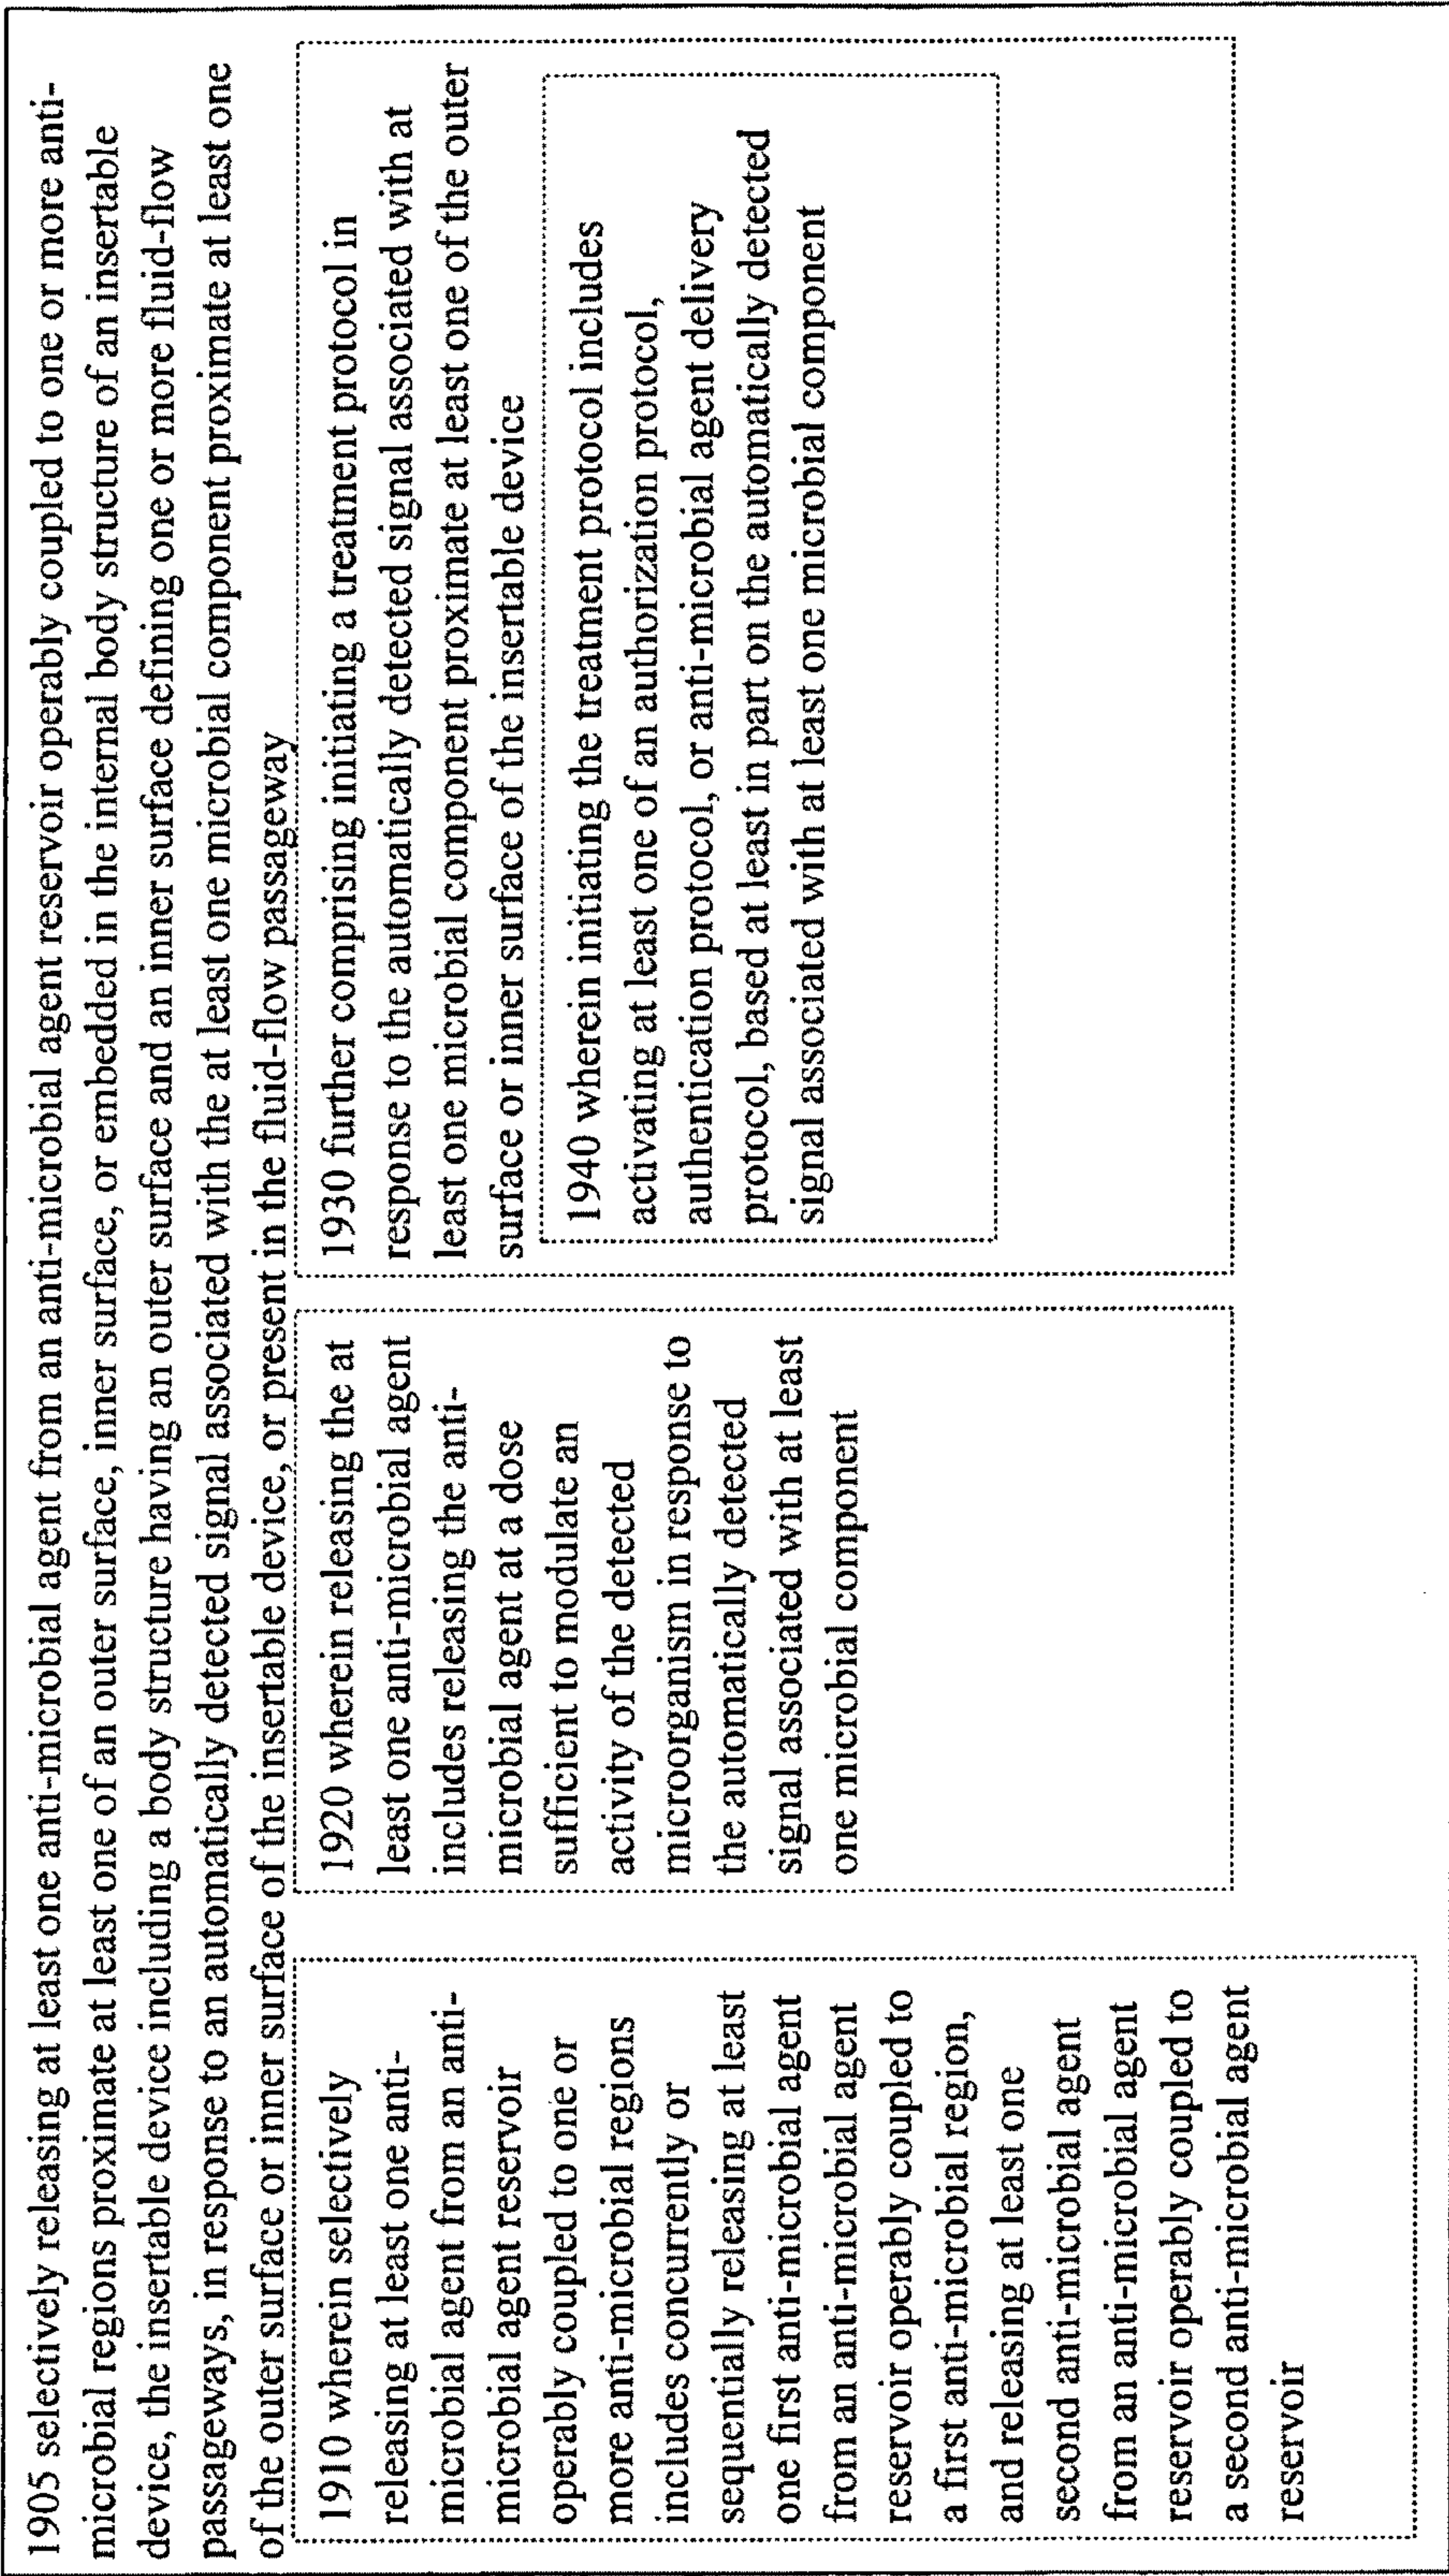 1905 selectively releasing at least one anti-microbial agent from an anti-microbial agent reservoir operably coupled to one or more anti-
microbial regions proximate at least one of an outer surface, inner surface, or embedded in the internal body structure of an insertable
device, the insertable device including a body structure having an outer surface and an inner surface defining one or more fluid-flow
passageways, in response to an automatically detected signal associated with the at least one microbial component proximate at least one
of the outer surface or inner surface of the insertable device, or present in the fluid-flow passageway
1910 wherein selectively
releasing at least one anti-
microbial agent from an anti-
microbial agent reservoir
operably coupled to one or
more anti-microbial regions
includes concurrently or
sequentially releasing at least
one first anti-microbial agent
from an anti-microbial agent
reservoir operably coupled to
a first anti-microbial region,
and releasing at least one
second anti-microbial agent
from an anti-microbial agent
reservoir operably coupled to
a second anti-microbial agent
reservoir
1920 wherein releasing the at
least one anti-microbial agent
includes releasing the anti-
microbial agent at a dose
sufficient to modulate an
activity of the detected
microorganism in response to
the automatically detected
signal associated with at least
one microbial component
1930 further comprising initiating a treatment protocol in
response to the automatically detected signal associated with at
least one microbial component proximate at least one of the outer
surface or inner surface of the insertable device
1940 wherein initiating the treatment protocol includes
activating at least one of an authorization protocol,
authentication protocol, or anti-microbial agent delivery
protocol, based at least in part on the automatically detected
signal associated with at least one microbial component